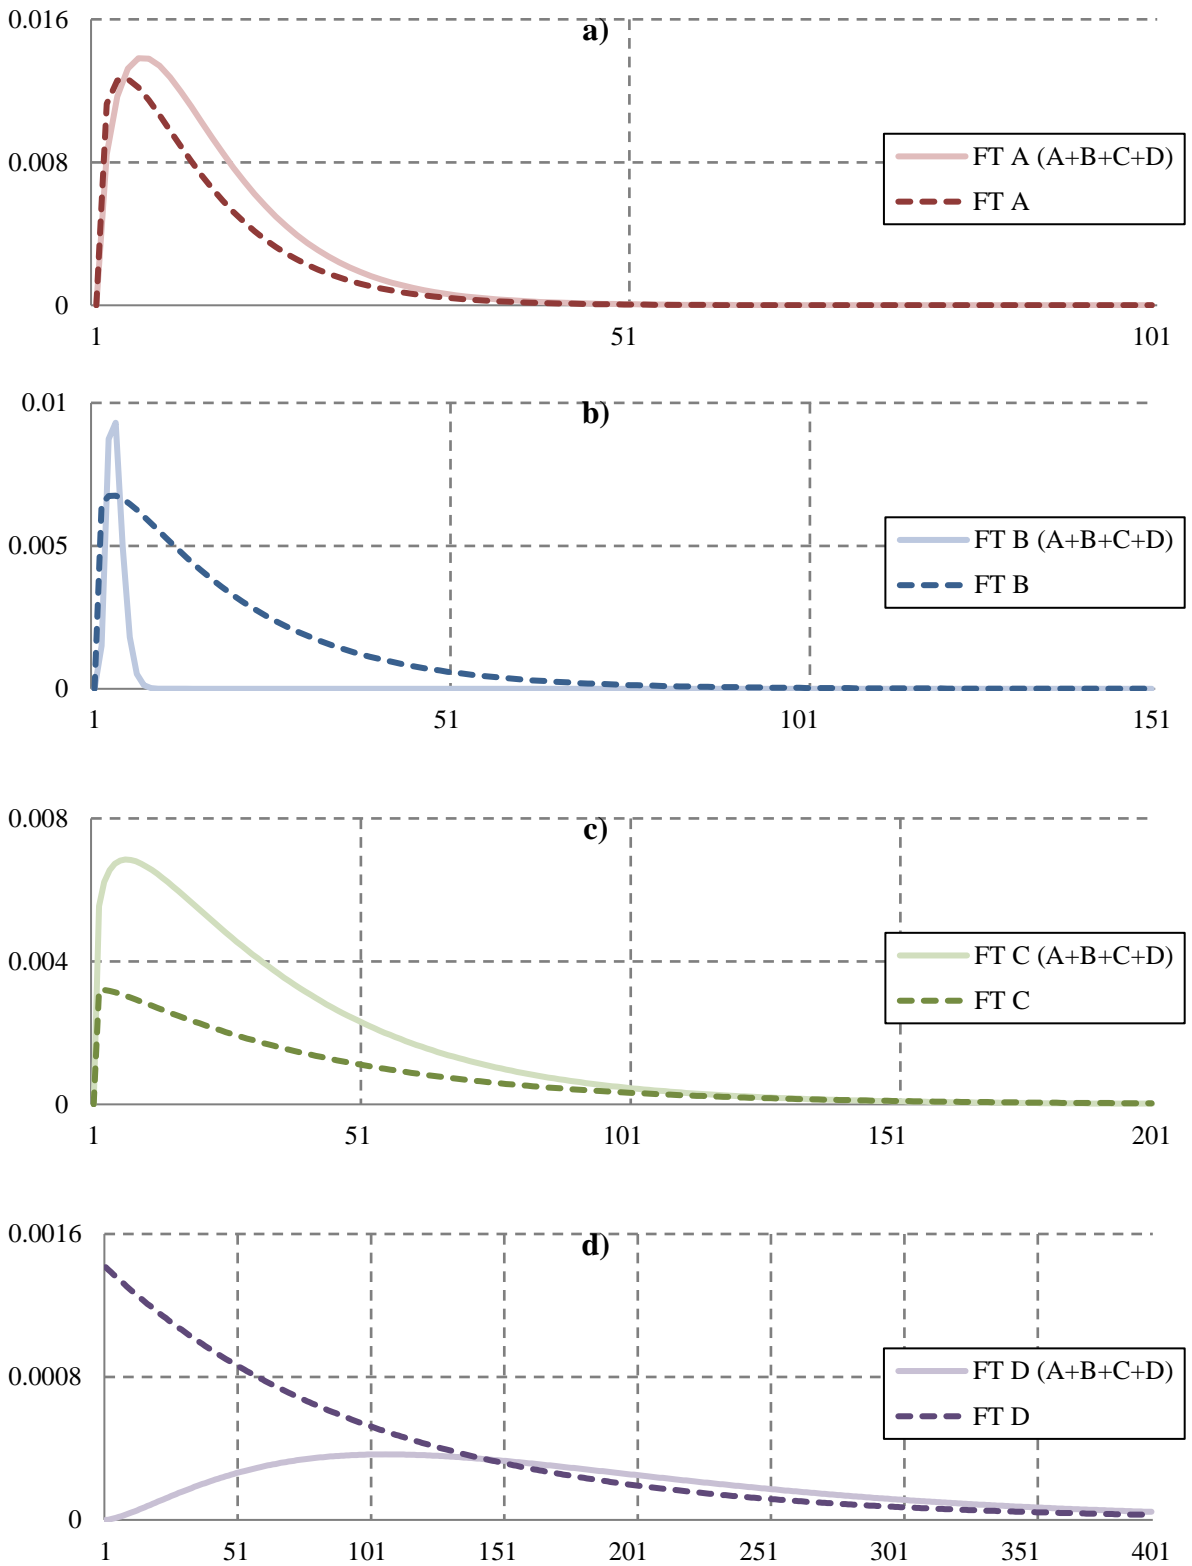 0.016
a)
0.008
FT A (A+B+C+D)
FT A
0
1 51 101
0.01
b)
0.005
FT B (A+B+C+D)
FT B
0
1 51 101 151
0.008
c)
0.004
FT C (A+B+C+D)
FT C
0
1 51 101 151 201
0.0016
d)
0.0008
FT D (A+B+C+D)
FT D
0
1 51 101 151 201 251 301 351 401